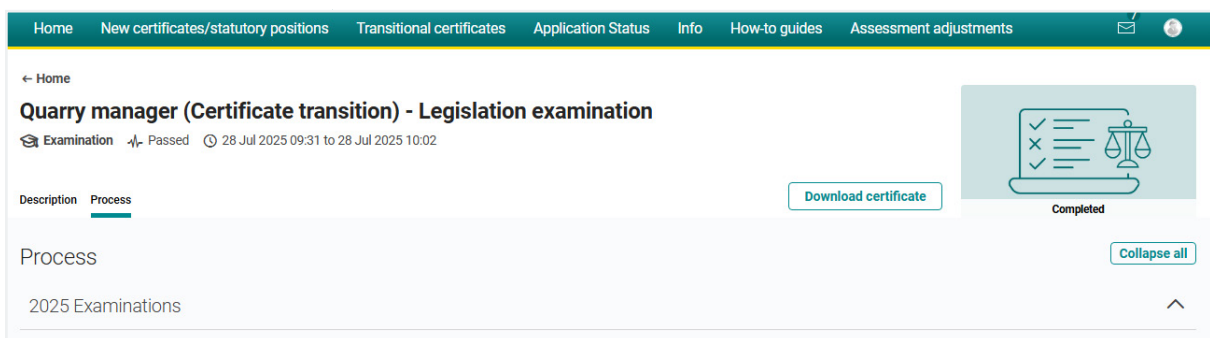 Home New certificates/statutory positions Transitional certificates Application Status Info How-to guides Assessment adjustments
← Home
Quarry manager (Certificate transition) - Legislation examination
Examination Passed 28 Jul 2025 09:31 to 28 Jul 2025 10:02
Description Process
Download certificate
Completed
Process
Collapse all
2025 Examinations